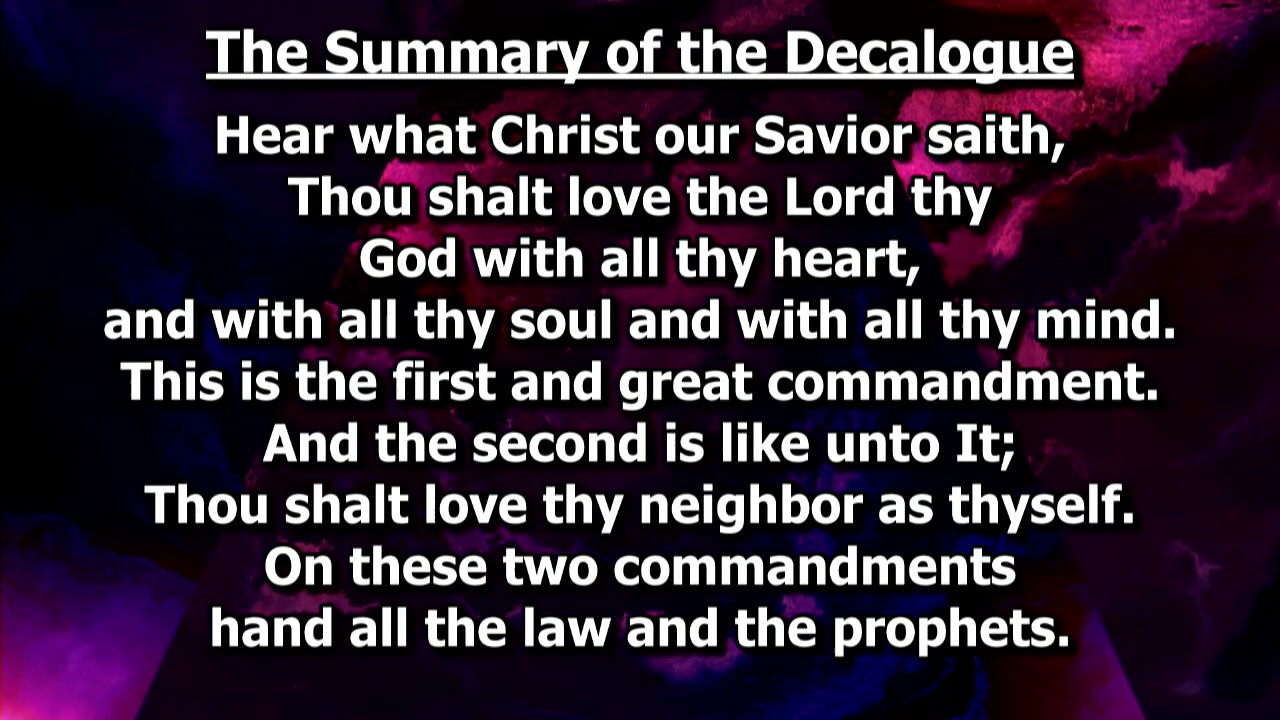 The Summary of the Decalogue
Hear what Christ our Savior saith,
Thou shalt love the Lord thy
God with all thy heart,
and with all thy soul and with all thy mind.
This is the first and great commandment.
And the second is like unto It;
Thou shalt love thy neighbor as thyself.
On these two commandments
hand all the law and the prophets.